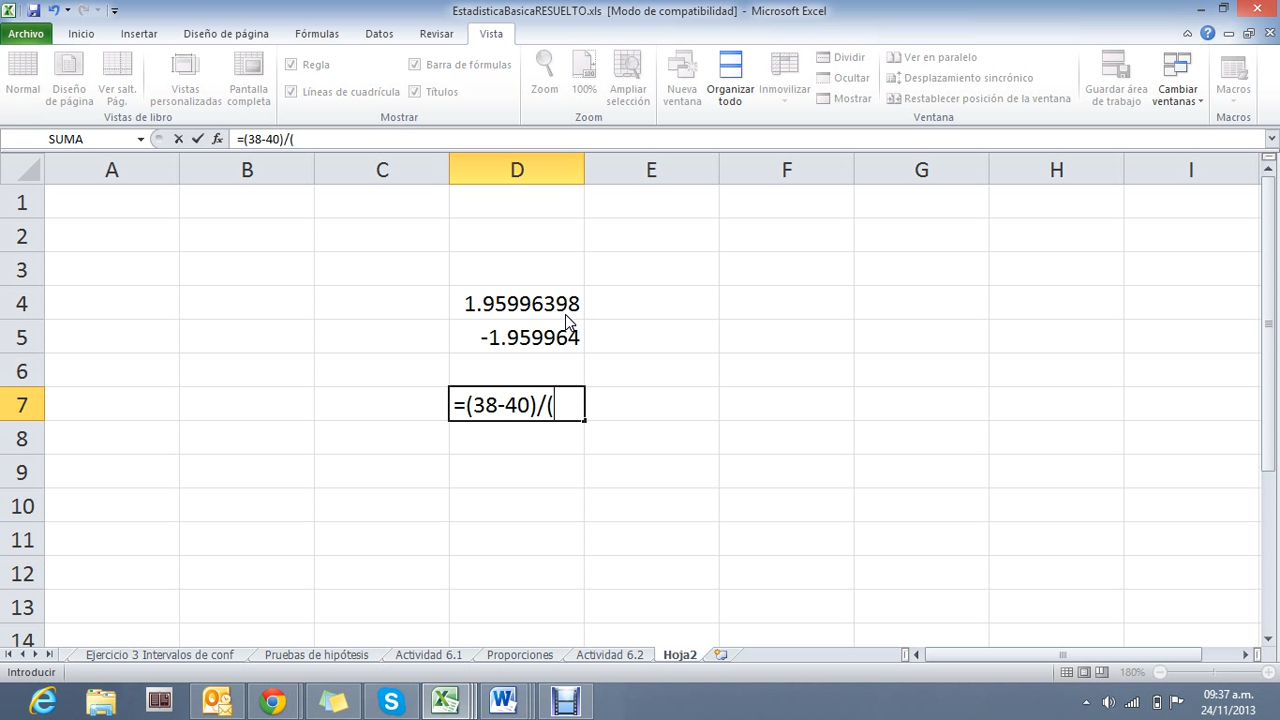 EstadisticaBasicaRESUELTO.xls [Modo de compatibilidad] - Microsoft Excel
Archivo Inicio Insertar Diseño de página Fórmulas Datos Revisar Vista
Normal
Diseño de página
Ver salt. Pág.
Vistas personalizadas
Pantalla completa
Regla
Barra de fórmulas
Líneas de cuadrícula
Títulos
Zoom
100%
Ampliar selección
Nueva ventana
Organizar todo
Inmovilizar
Dividir
Ocultar
Mostrar
Ver en paralelo
Desplazamiento sincrónico
Restablecer posición de la ventana
Guardar área de trabajo
Cambiar ventanas
Macros
Vistas de libro
Mostrar
Zoom
Ventana
Macros
SUMA fx =(38-40)/(
A B C D E F G H I
1
2
3
4 1.95996398
5 -1.959964
6
7 =(38-40)/(
8
9
10
11
12
13
14
Ejercicio 3 Intervalos de conf Pruebas de hipótesis Actividad 6.1 Proporciones Actividad 6.2 Hoja2
Introducir 180%
09:37 a.m.
24/11/2013